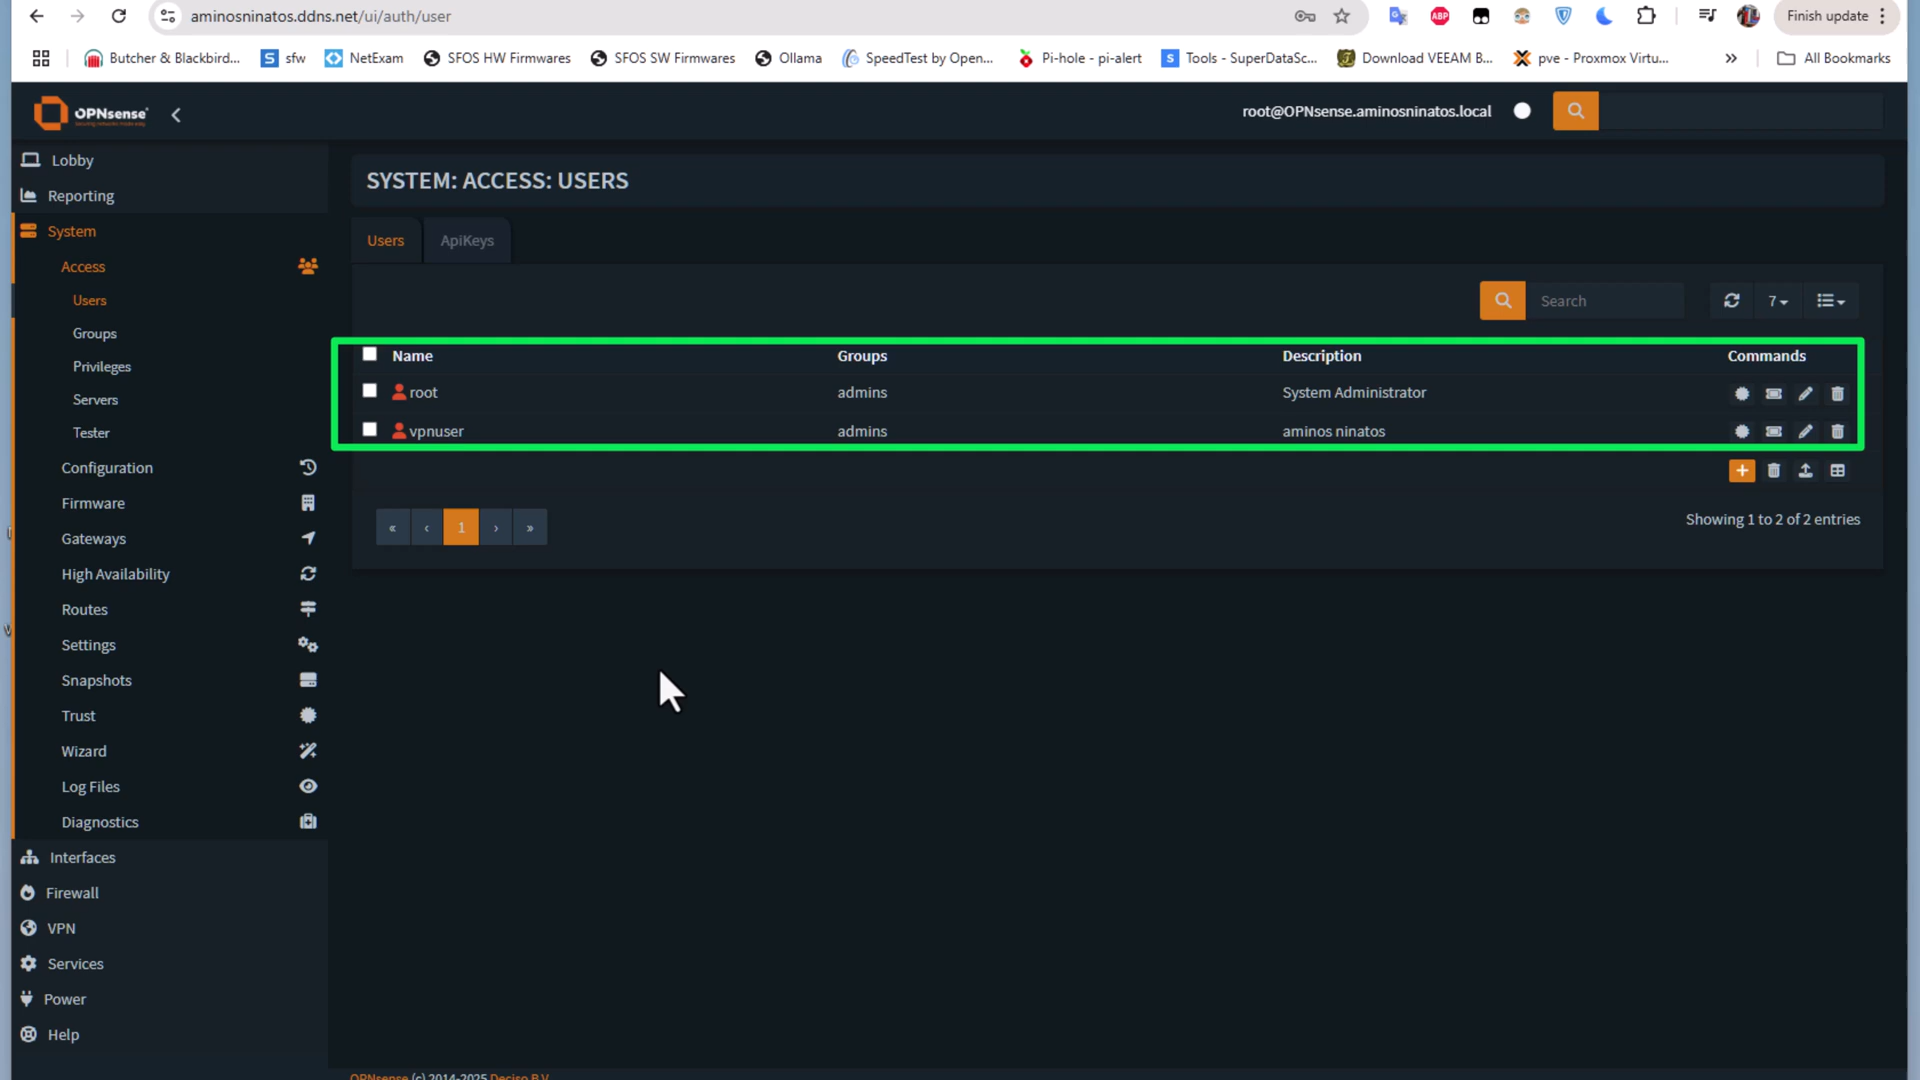 aminosninatos.ddns.net/ui/auth/user
Finish update
Butcher & Blackbird...
sfw
NetExam
SFOS HW Firmwares
SFOS SW Firmwares
Ollama
SpeedTest by Open...
Pi-hole - pi-alert
Tools - SuperDataSc...
Download VEEAM B...
pve - Proxmox Virtu...
All Bookmarks
OPNsense
root@OPNsense.aminosninatos.local
Lobby
Reporting
System
Access
Users
Groups
Privileges
Servers
Tester
Configuration
Firmware
Gateways
High Availability
Routes
Settings
Snapshots
Trust
Wizard
Log Files
Diagnostics
Interfaces
Firewall
VPN
Services
Power
Help
SYSTEM: ACCESS: USERS
Users ApiKeys
Search
7
Name Groups Description Commands
root admins System Administrator
vpnuser admins aminos ninatos
« ‹ 1 › »
Showing 1 to 2 of 2 entries
OPNsense (c) 2014-2025 Deciso B.V.